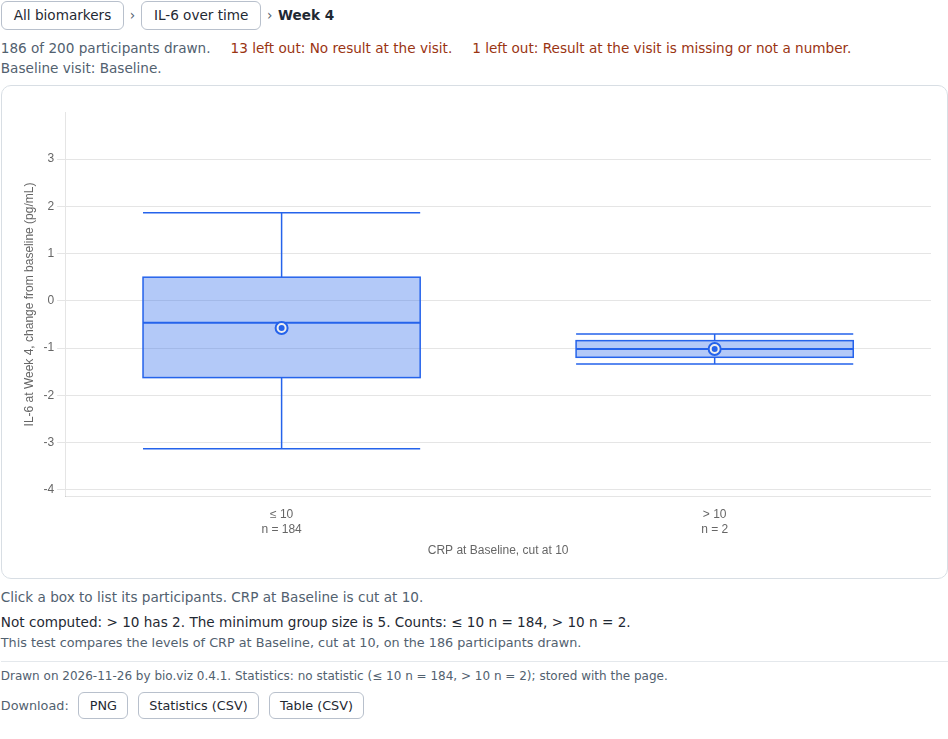 All biomarkers › IL-6 over time › Week 4
186 of 200 participants drawn. 13 left out: No result at the visit. 1 left out: Result at the visit is missing or not a number.
Baseline visit: Baseline.
IL-6 at Week 4, change from baseline (pg/mL)
3
2
1
0
-1
-2
-3
-4
≤ 10
n = 184
> 10
n = 2
CRP at Baseline, cut at 10
Click a box to list its participants. CRP at Baseline is cut at 10.
Not computed: > 10 has 2. The minimum group size is 5. Counts: ≤ 10 n = 184, > 10 n = 2.
This test compares the levels of CRP at Baseline, cut at 10, on the 186 participants drawn.
Drawn on 2026-11-26 by bio.viz 0.4.1. Statistics: no statistic (≤ 10 n = 184, > 10 n = 2); stored with the page.
Download: PNG Statistics (CSV) Table (CSV)